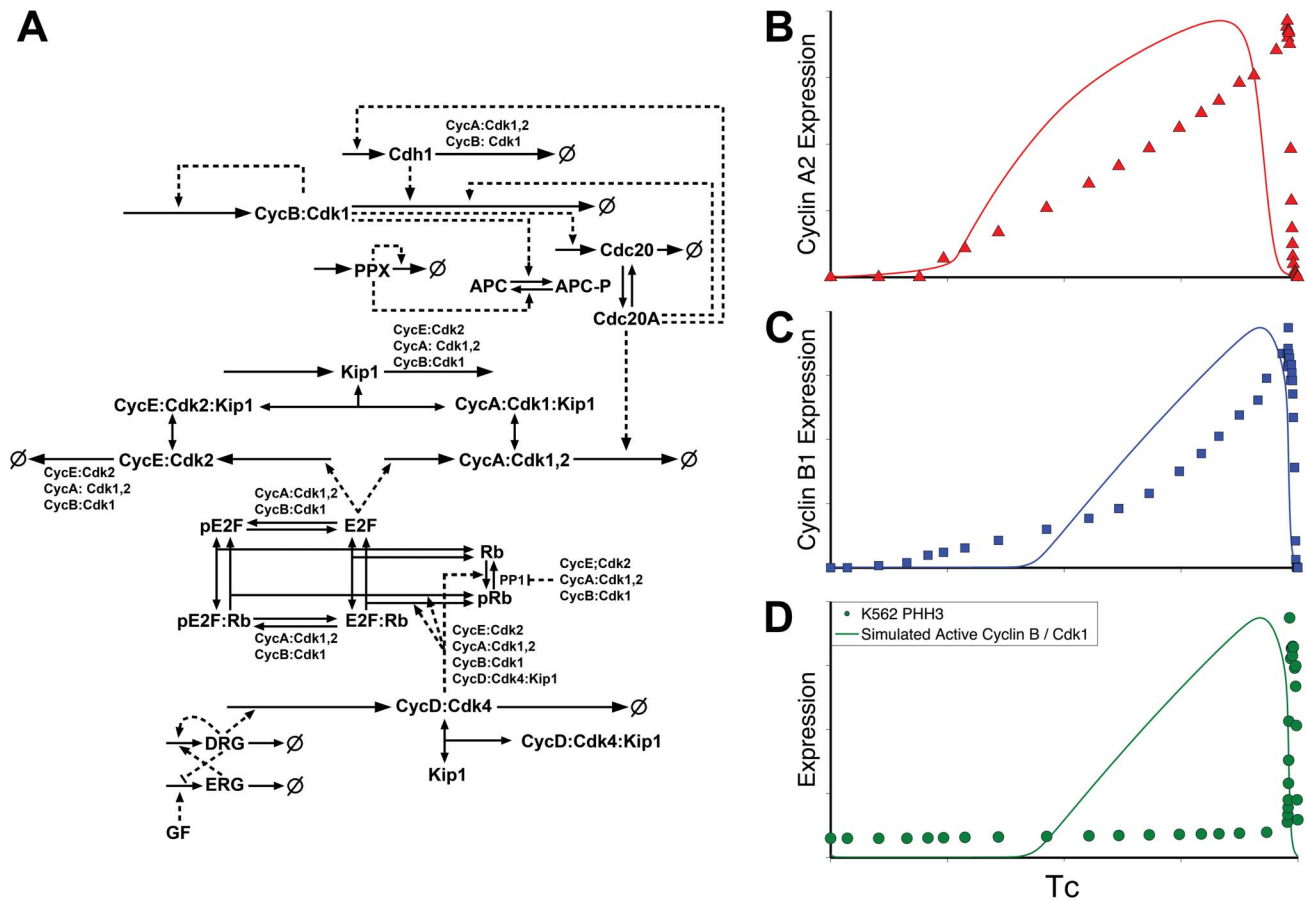 A
CycA:Cdk1,2
CycB: Cdk1
Cdh1
∅
CycB:Cdk1
∅
Cdc20
∅
PPX
∅
APC
APC-P
Cdc20A
CycE:Cdk2
CycA: Cdk1,2
CycB:Cdk1
Kip1
CycE:Cdk2:Kip1
CycA:Cdk1:Kip1
∅
CycE:Cdk2
CycA:Cdk1,2
∅
CycE:Cdk2
CycA: Cdk1,2
CycB:Cdk1
CycA:Cdk1,2
CycB:Cdk1
pE2F
E2F
Rb
PP1
CycE;Cdk2
CycA:Cdk1,2
CycB:Cdk1
pRb
pE2F:Rb
E2F:Rb
CycA:Cdk1,2
CycB:Cdk1
CycE:Cdk2
CycA:Cdk1,2
CycB:Cdk1
CycD:Cdk4:Kip1
CycD:Cdk4
∅
DRG
∅
CycD:Cdk4:Kip1
Kip1
ERG
∅
GF
B
Cyclin A2 Expression
C
Cyclin B1 Expression
D
K562 PHH3
Simulated Active Cyclin B / Cdk1
Expression
Tc